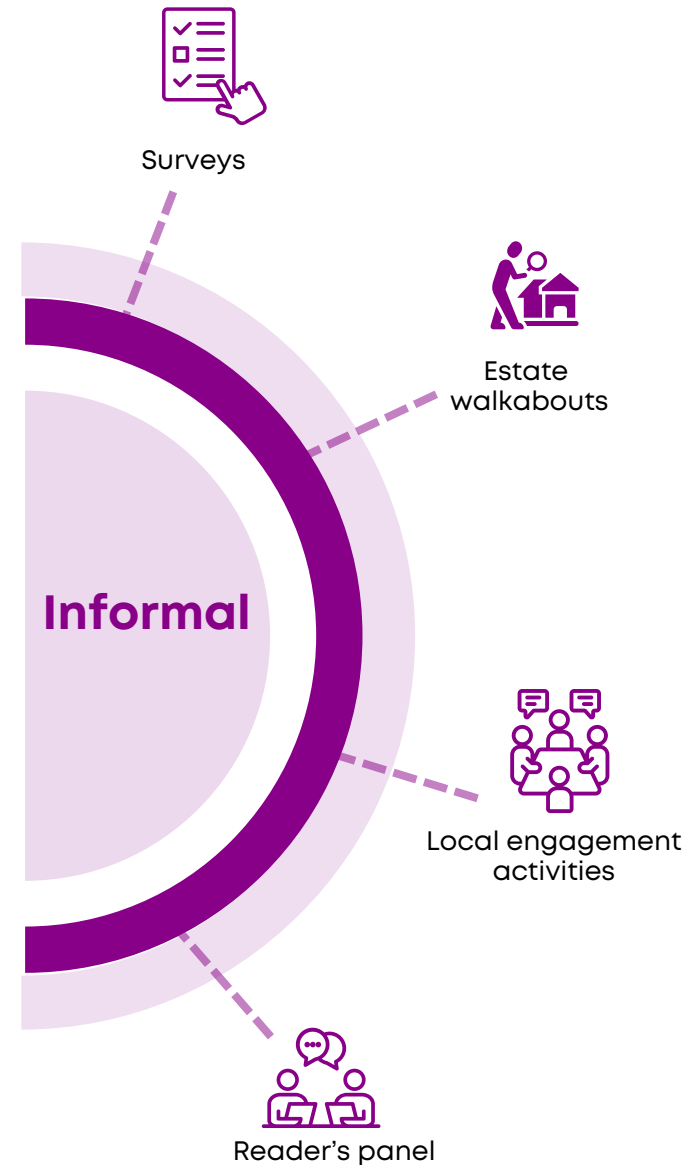 Surveys
Estate
walkabouts
Informal
Local engagement
activities
Reader's panel